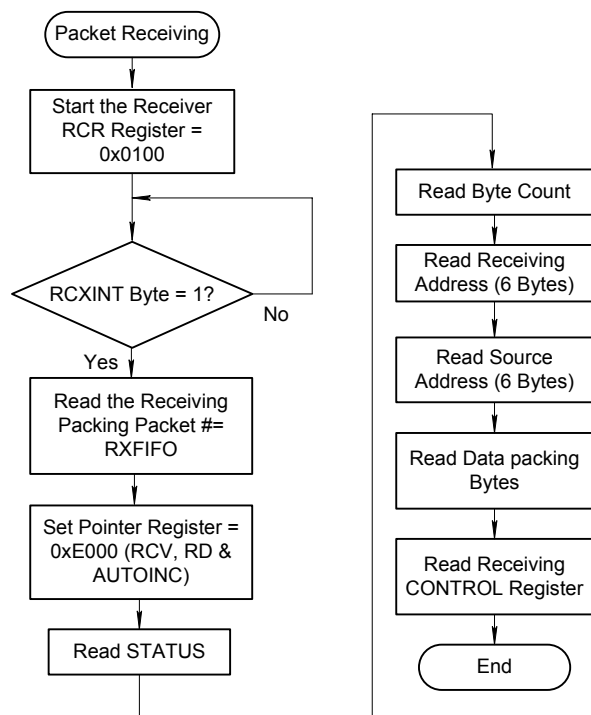 Packet Receiving
Start the Receiver
RCR Register =
0x0100
RCXINT Byte = 1?
No
Yes
Read the Receiving
Packing Packet #=
RXFIFO
Set Pointer Register =
0xE000 (RCV, RD &
AUTOINC)
Read STATUS
Read Byte Count
Read Receiving
Address (6 Bytes)
Read Source
Address (6 Bytes)
Read Data packing
Bytes
Read Receiving
CONTROL Register
End